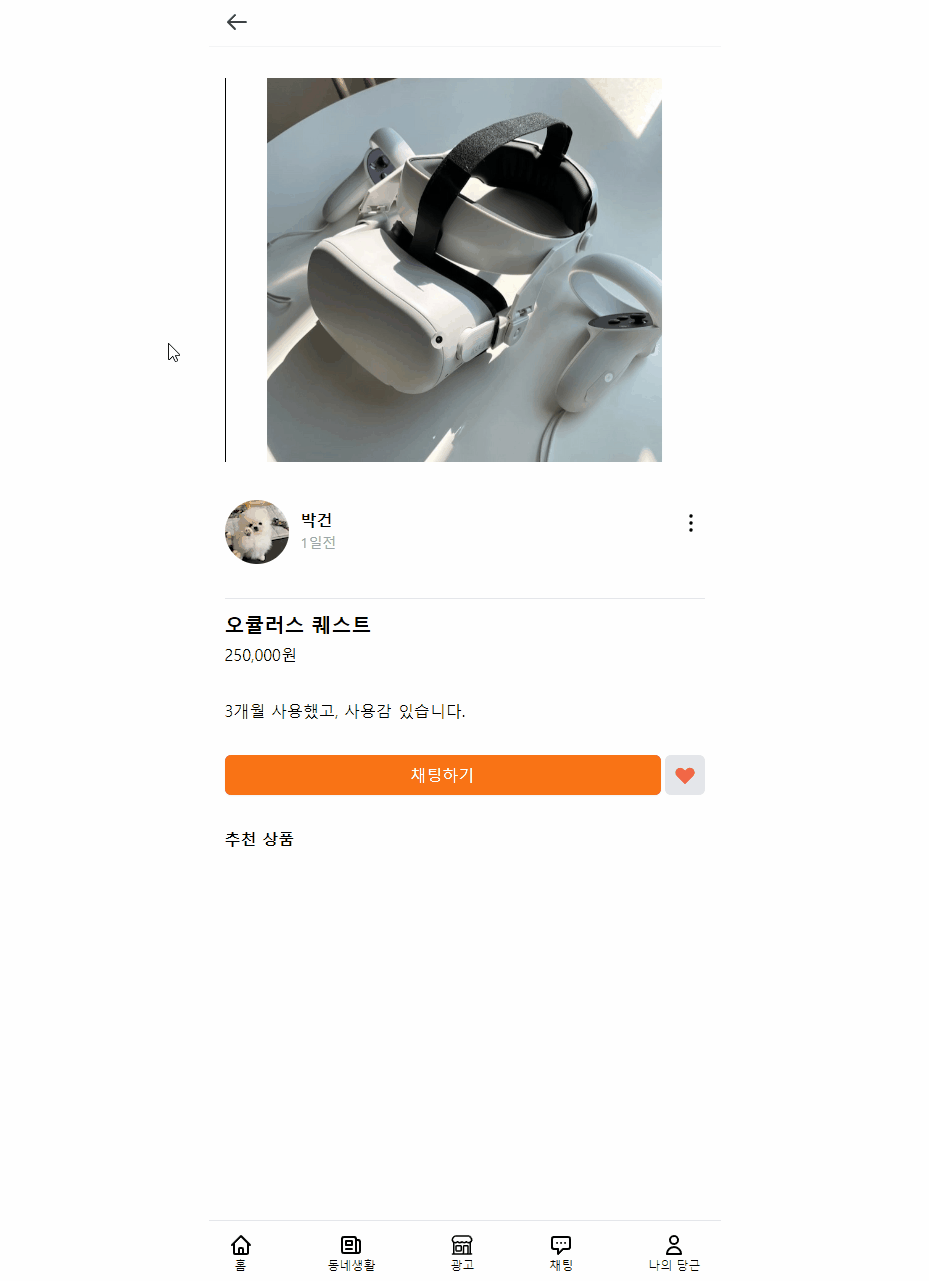 박건
1일전
오큘러스 퀘스트
250,000원
3개월 사용했고, 사용감 있습니다.
채팅하기
추천 상품
홈
동네생활
광고
채팅
나의 당근